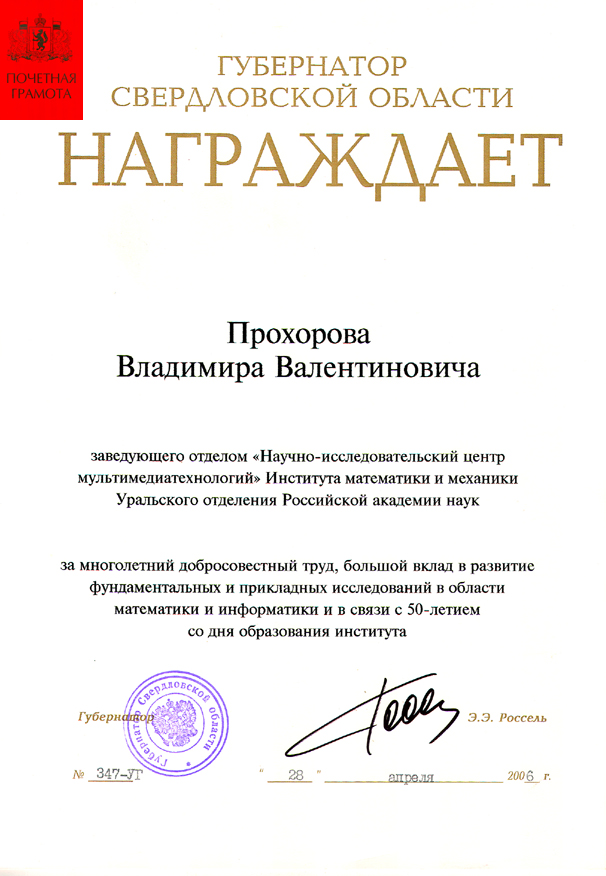 ПОЧЕТНАЯ
ГРАМОТА
ГУБЕРНАТОР
СВЕРДЛОВСКОЙ ОБЛАСТИ
НАГРАЖДАЕТ
Прохорова
Владимира Валентиновича
заведующего отделом «Научно-исследовательский центр
мультимедиатехнологий» Института математики и механики
Уральского отделения Российской академии наук
за многолетний добросовестный труд, большой вклад в развитие
фундаментальных и прикладных исследований в области
математики и информатики и в связи с 50-летием
со дня образования института
Губернатор
Губернатор Свердловской области
Э.Э. Россель
№ 347-УГ " 28 " апреля 2006 г.